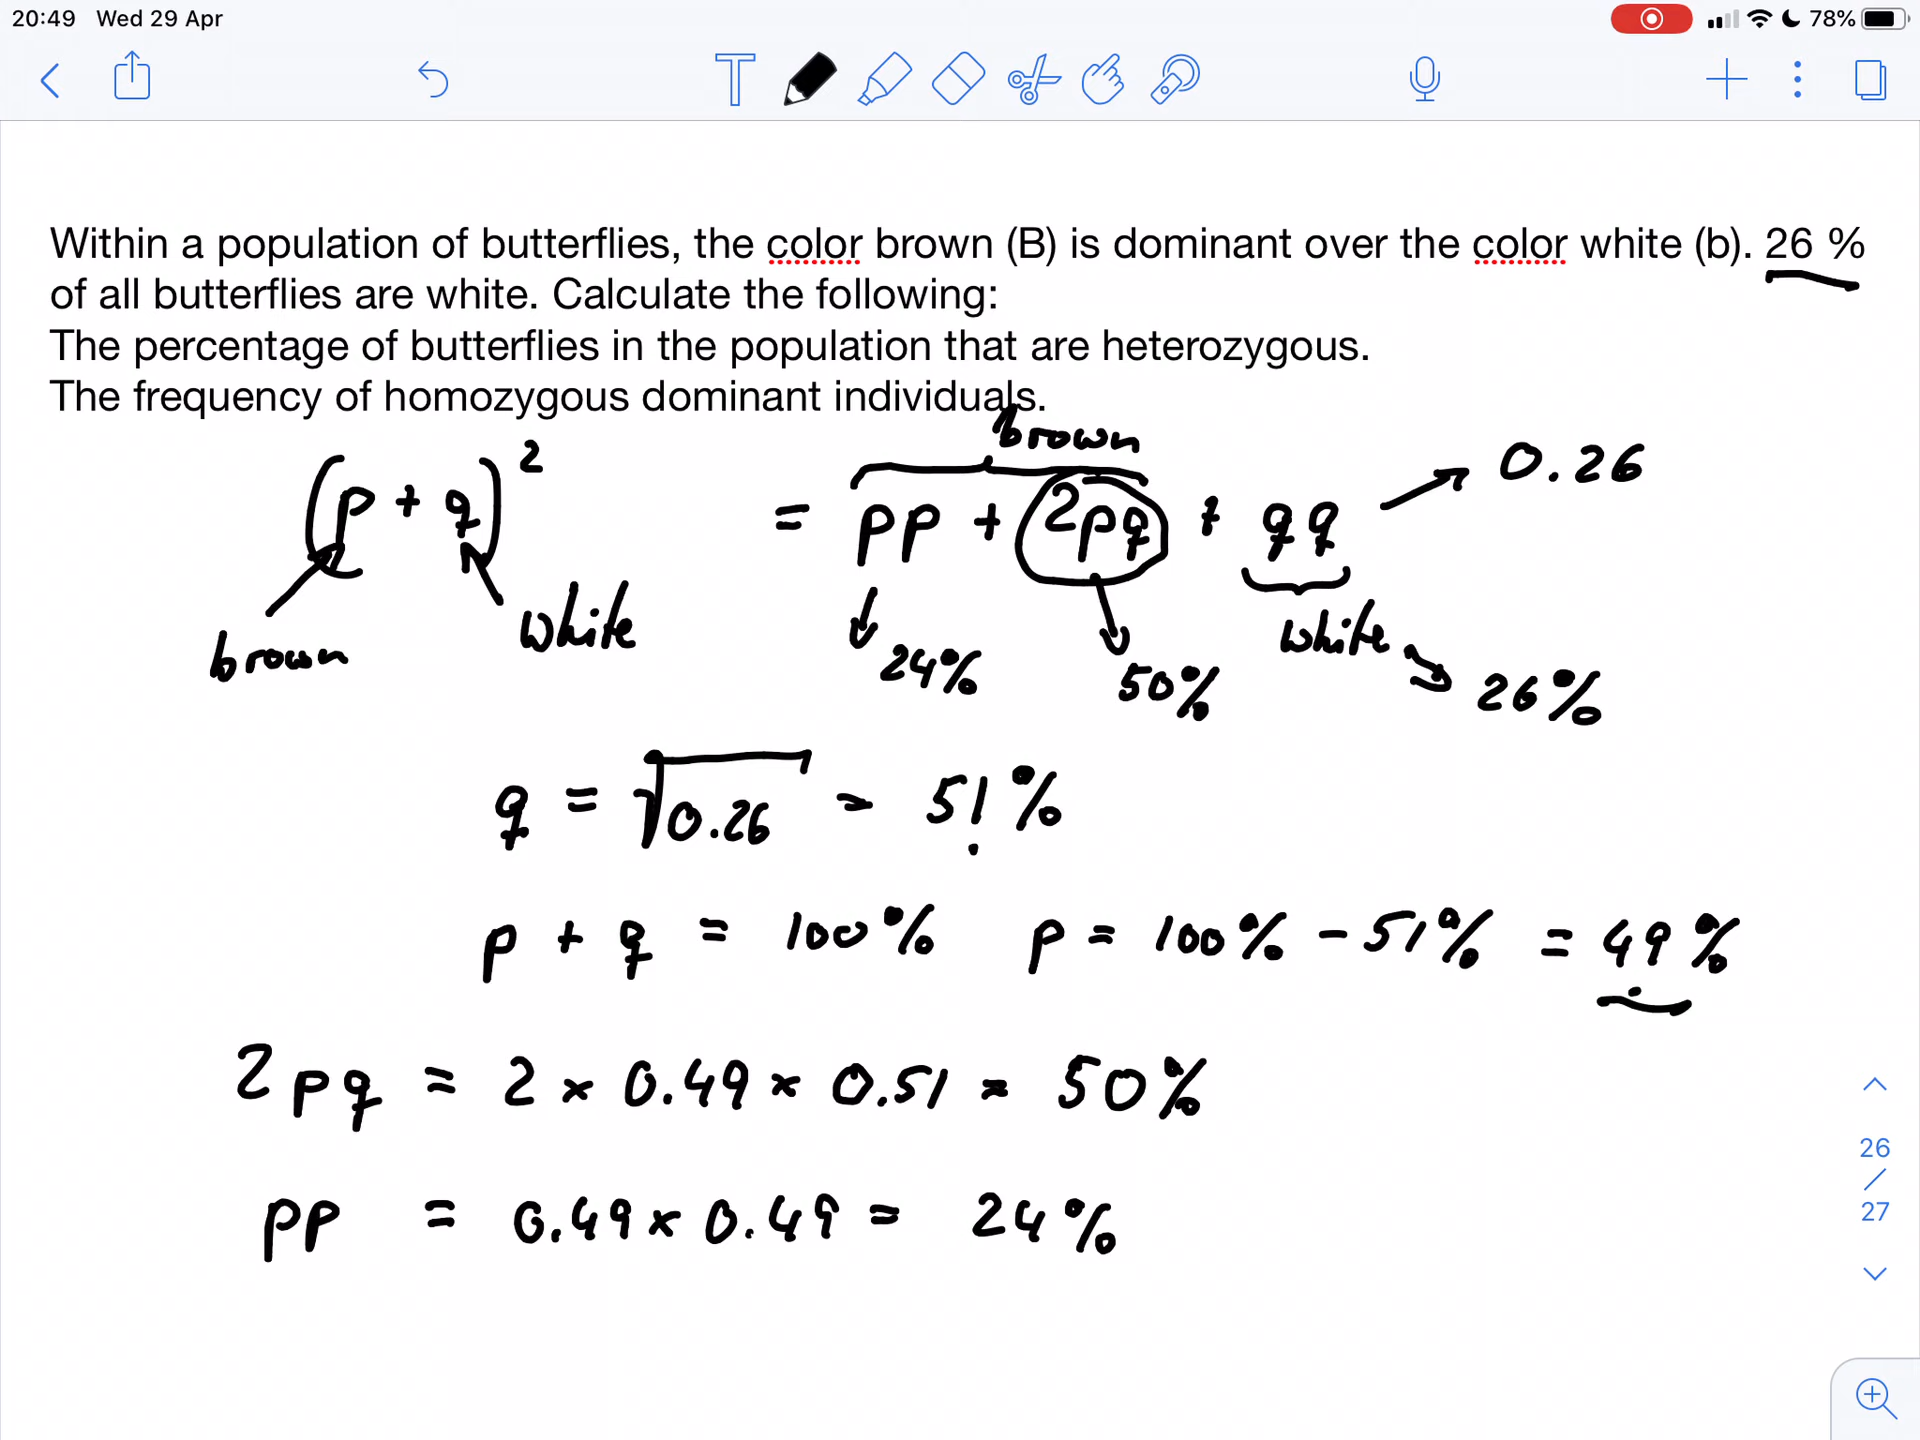 20:49 Wed 29 Apr 78%
Within a population of butterflies, the color brown (B) is dominant over the color white (b). 26 %
of all butterflies are white. Calculate the following:
The percentage of butterflies in the population that are heterozygous.
The frequency of homozygous dominant individuals.
brown
(p + q)² = pp + 2pq + qq 0.26
brown white 24% 50% white 26%
q = √0.26 = 51%
p + q = 100% p = 100% - 51% = 49%
2pq = 2 x 0.49 x 0.51 = 50%
pp = 0.49 x 0.49 = 24%
26
/
27